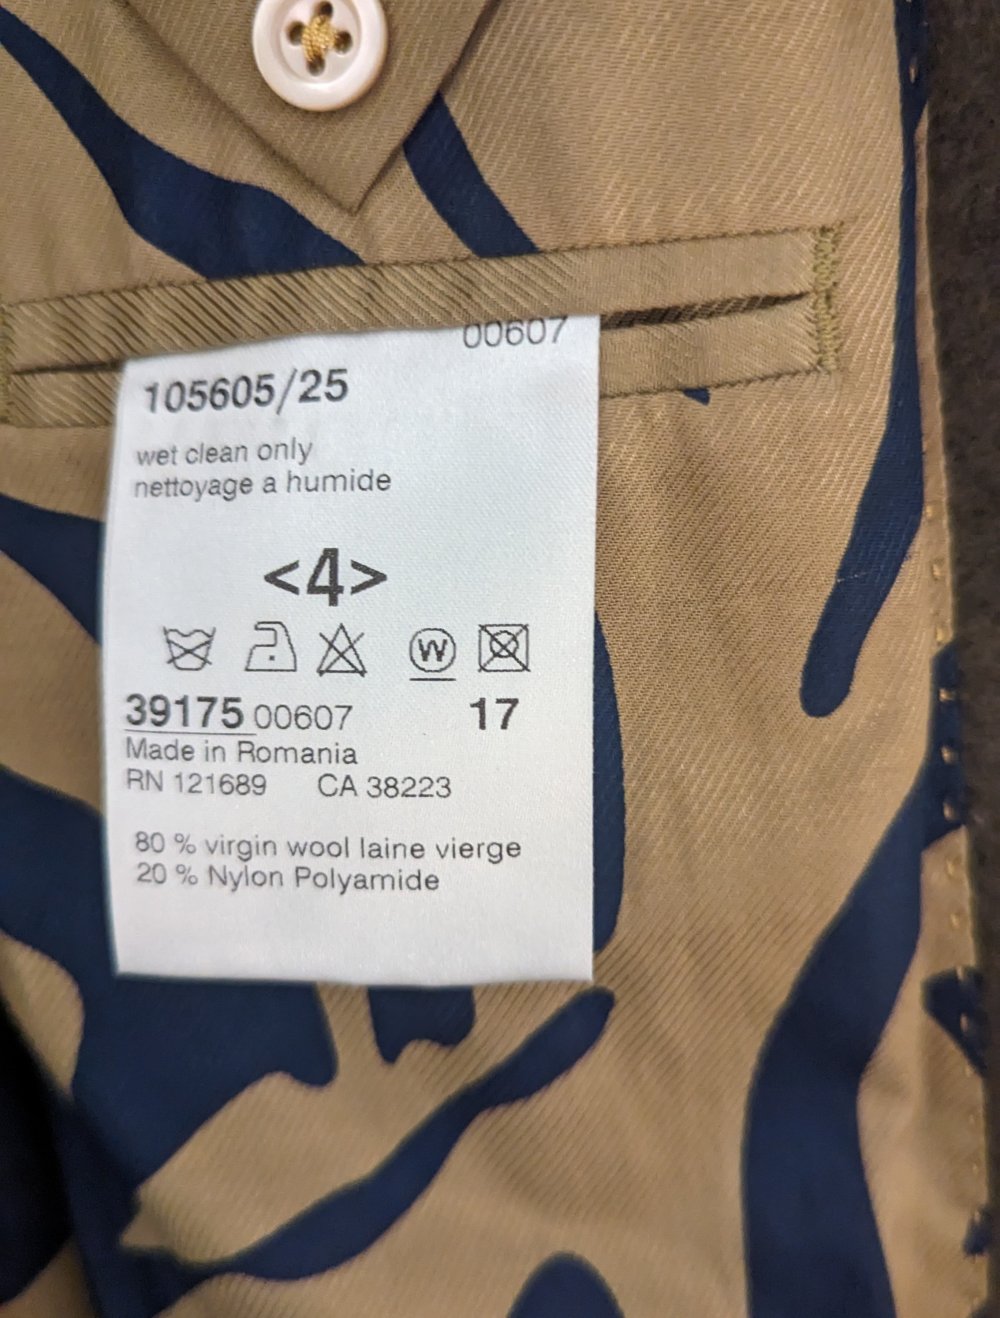 00607
105605/25
wet clean only
nettoyage a humide
<4>
W
39175 00607 17
Made in Romania
RN 121689 CA 38223
80 % virgin wool laine vierge
20 % Nylon Polyamide